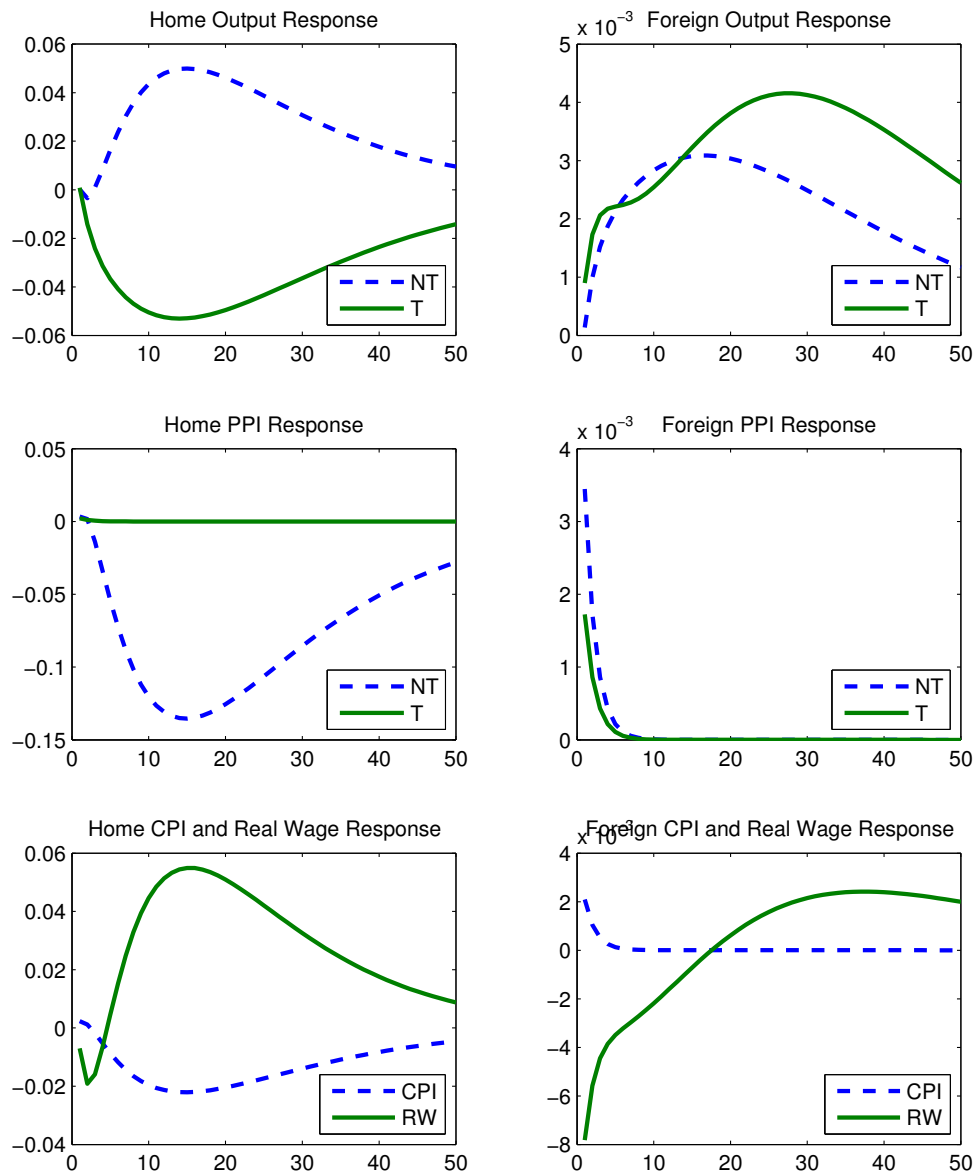 Home Output Response
0.06
0.04
0.02
0
−0.02
−0.04
−0.06
0 10 20 30 40 50
NT
T
Foreign Output Response
x 10⁻³
5
4
3
2
1
0
0 10 20 30 40 50
NT
T
Home PPI Response
0.05
0
−0.05
−0.1
−0.15
0 10 20 30 40 50
NT
T
Foreign PPI Response
x 10⁻³
4
3
2
1
0
0 10 20 30 40 50
NT
T
Home CPI and Real Wage Response
0.06
0.04
0.02
0
−0.02
−0.04
0 10 20 30 40 50
CPI
RW
Foreign CPI and Real Wage Response
x 10⁻³
4
2
0
−2
−4
−6
−8
0 10 20 30 40 50
CPI
RW